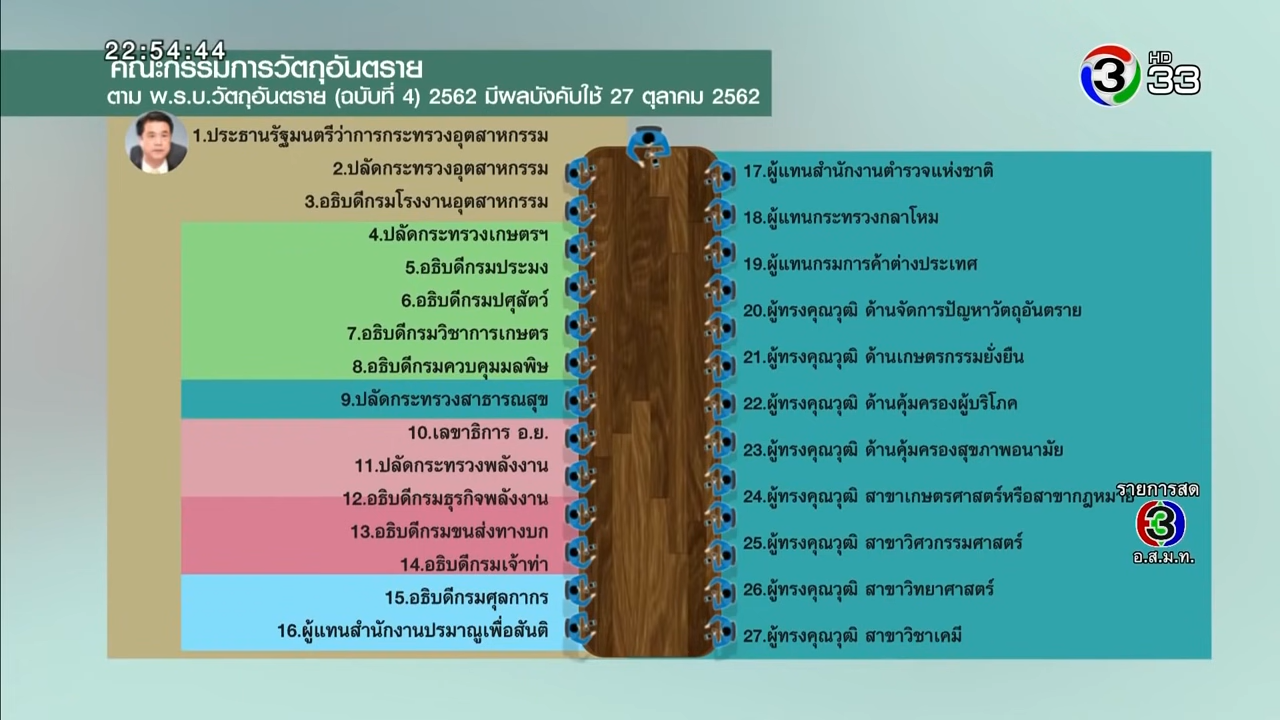 22:54:44
คณะกรรมการวัตถุอันตราย
ตาม พ.ร.บ.วัตถุอันตราย (ฉบับที่ 4) 2562 มีผลบังคับใช้ 27 ตุลาคม 2562
3 HD 33
1.ประธานรัฐมนตรีว่าการกระทรวงอุตสาหกรรม
2.ปลัดกระทรวงอุตสาหกรรม
3.อธิบดีกรมโรงงานอุตสาหกรรม
4.ปลัดกระทรวงเกษตรฯ
5.อธิบดีกรมประมง
6.อธิบดีกรมปศุสัตว์
7.อธิบดีกรมวิชาการเกษตร
8.อธิบดีกรมควบคุมมลพิษ
9.ปลัดกระทรวงสาธารณสุข
10.เลขาธิการ อ.ย.
11.ปลัดกระทรวงพลังงาน
12.อธิบดีกรมธุรกิจพลังงาน
13.อธิบดีกรมขนส่งทางบก
14.อธิบดีกรมเจ้าท่า
15.อธิบดีกรมศุลกากร
16.ผู้แทนสำนักงานปรมาณูเพื่อสันติ
17.ผู้แทนสำนักงานตำรวจแห่งชาติ
18.ผู้แทนกระทรวงกลาโหม
19.ผู้แทนกรมการค้าต่างประเทศ
20.ผู้ทรงคุณวุฒิ ด้านจัดการปัญหาวัตถุอันตราย
21.ผู้ทรงคุณวุฒิ ด้านเกษตรกรรมยั่งยืน
22.ผู้ทรงคุณวุฒิ ด้านคุ้มครองผู้บริโภค
23.ผู้ทรงคุณวุฒิ ด้านคุ้มครองสุขภาพอนามัย
24.ผู้ทรงคุณวุฒิ สาขาเกษตรศาสตร์หรือสาขากฎหมาย
25.ผู้ทรงคุณวุฒิ สาขาวิศวกรรมศาสตร์
26.ผู้ทรงคุณวุฒิ สาขาวิทยาศาสตร์
27.ผู้ทรงคุณวุฒิ สาขาวิชาเคมี
รายการสด
3
อ.ส.ม.ท.